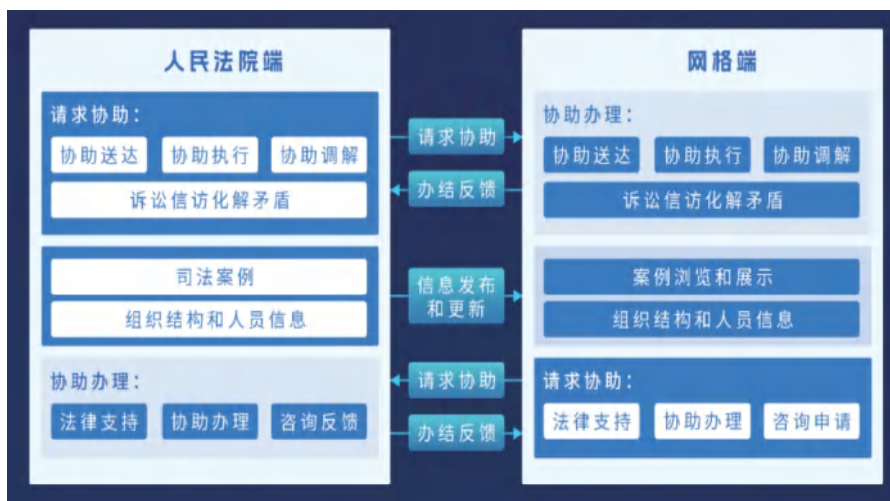 人民法院端
请求协助：
协助送达 协助执行 协助调解
诉讼信访化解矛盾
司法案例
组织结构和人员信息
协助办理：
法律支持 协助办理 咨询反馈
请求协助
办结反馈
信息发布
和更新
请求协助
办结反馈
网格端
协助办理：
协助送达 协助执行 协助调解
诉讼信访化解矛盾
案例浏览和展示
组织结构和人员信息
请求协助：
法律支持 协助办理 咨询申请